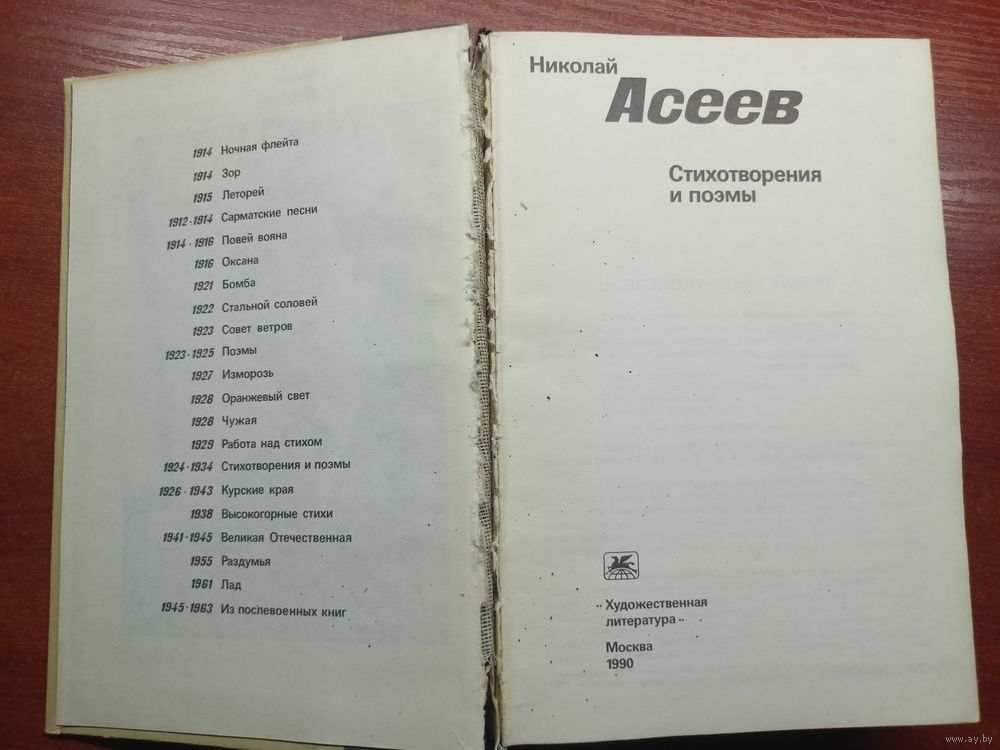 1914 Ночная флейта
1914 Зор
1915 Леторей
1912 · 1914 Сарматские песни
1914 · 1916 Повей вояна
1916 Оксана
1921 Бомба
1922 Стальной соловей
1923 Совет ветров
1923 · 1925 Поэмы
1927 Изморозь
1928 Оранжевый свет
1928 Чужая
1929 Работа над стихом
1924 · 1934 Стихотворения и поэмы
1926 · 1943 Курские края
1938 Высокогорные стихи
1941 · 1945 Великая Отечественная
1955 Раздумья
1961 Лад
1945 · 1963 Из послевоенных книг
Николай
Асеев
Стихотворения
и поэмы
„Художественная
литература“
Москва
1990
www.ay.by